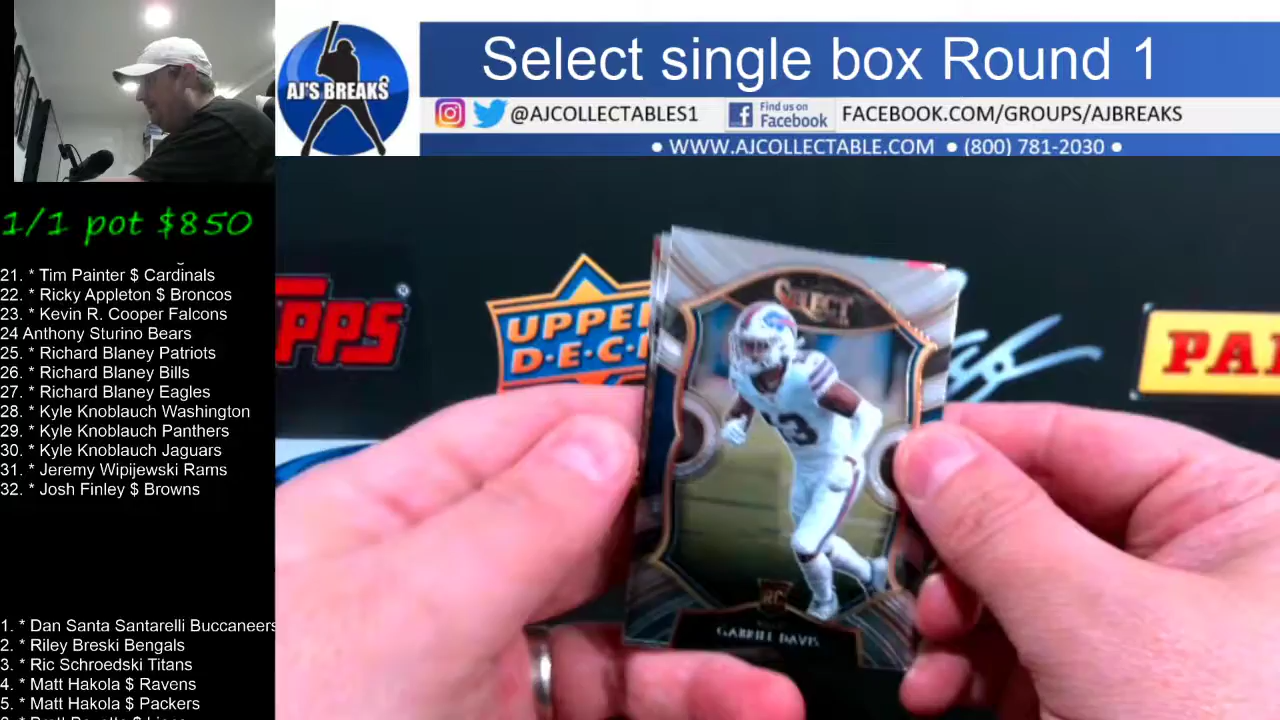 Select single box Round 1
AJ'S BREAKS
@AJCOLLECTABLES1
Find us on
Facebook
FACEBOOK.COM/GROUPS/AJBREAKS
• WWW.AJCOLLECTABLE.COM • (800) 781-2030 •
1/1 pot $850
21. * Tim Painter $ Cardinals
22. * Ricky Appleton $ Broncos
23. * Kevin R. Cooper Falcons
24 Anthony Sturino Bears
25. * Richard Blaney Patriots
26. * Richard Blaney Bills
27. * Richard Blaney Eagles
28. * Kyle Knoblauch Washington
29. * Kyle Knoblauch Panthers
30. * Kyle Knoblauch Jaguars
31. * Jeremy Wipijewski Rams
32. * Josh Finley $ Browns
1. * Dan Santa Santarelli Buccaneers
2. * Riley Breski Bengals
3. * Ric Schroedski Titans
4. * Matt Hakola $ Ravens
5. * Matt Hakola $ Packers
PPS
®
UPPE
D·E·C·
PA
SELECT
13
RC
GABRIEL DAVIS